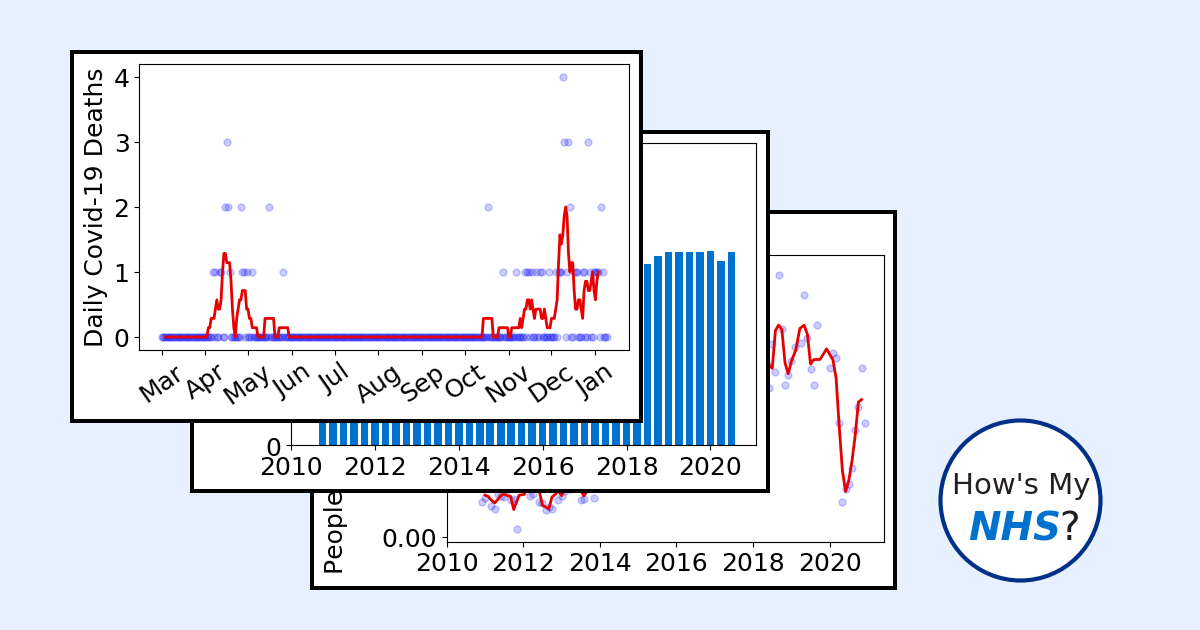 Daily Covid-19 Deaths
4
3
2
1
0
Mar Apr May Jun Jul Aug Sep Oct Nov Dec Jan
0
2010 2012 2014 2016 2018 2020
People
0.00
2010 2012 2014 2016 2018 2020
How's My
NHS?